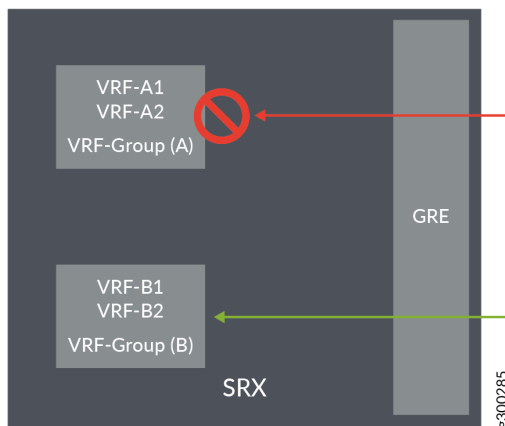 VRF-A1
VRF-A2
VRF-Group (A)
GRE
VRF-B1
VRF-B2
VRF-Group (B)
SRX